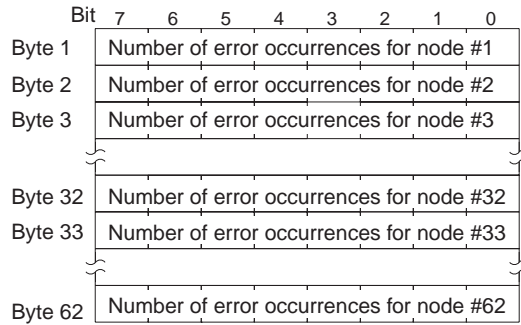 Bit 7 6 5 4 3 2 1 0
Byte 1 Number of error occurrences for node #1
Byte 2 Number of error occurrences for node #2
Byte 3 Number of error occurrences for node #3
Byte 32 Number of error occurrences for node #32
Byte 33 Number of error occurrences for node #33
Byte 62 Number of error occurrences for node #62